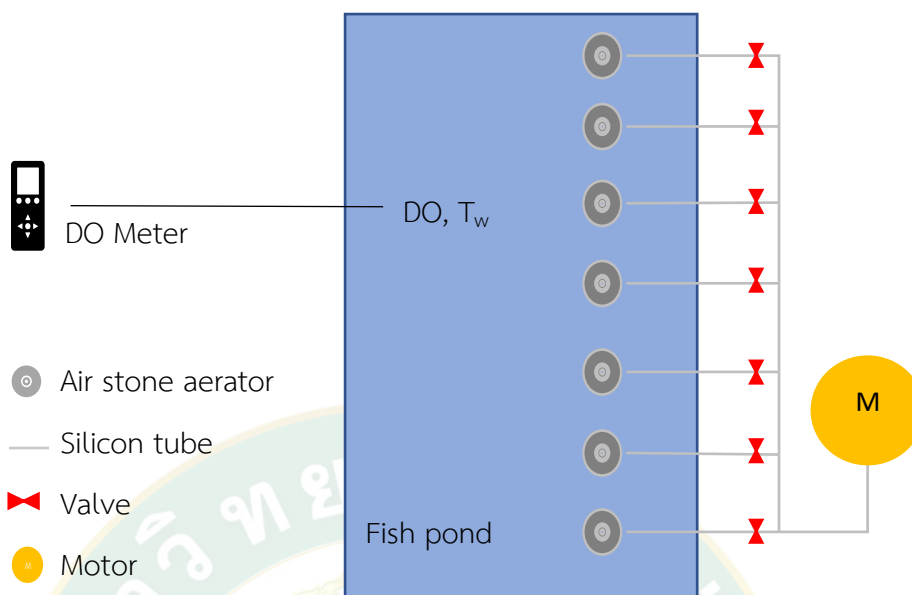 DO Meter
DO, Tw
M
Air stone aerator
Silicon tube
Valve
Fish pond
M
Motor